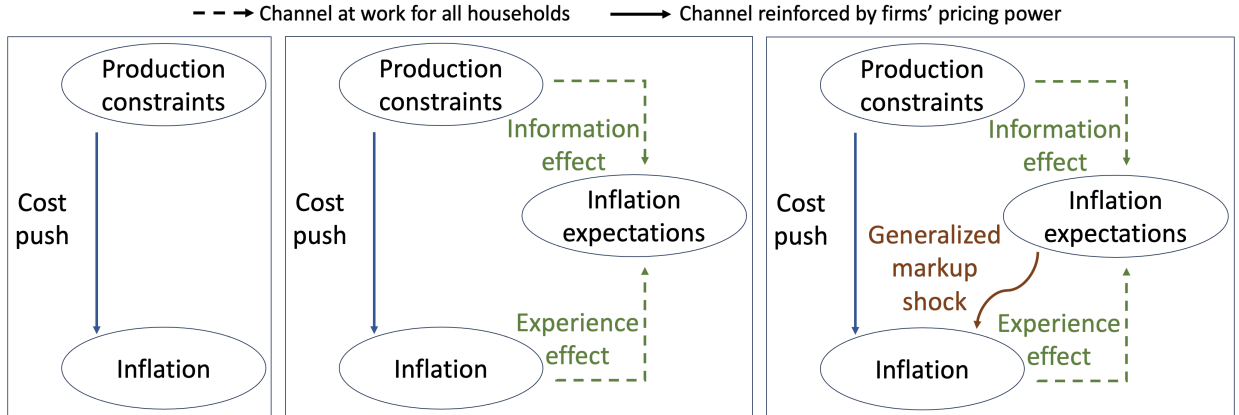 Channel at work for all households
Channel reinforced by firms' pricing power
Production
constraints
Cost
push
Inflation
Production
constraints
Information
effect
Cost
push
Inflation
expectations
Experience
effect
Inflation
Production
constraints
Information
effect
Cost
push
Inflation
expectations
Generalized
markup
shock
Experience
effect
Inflation